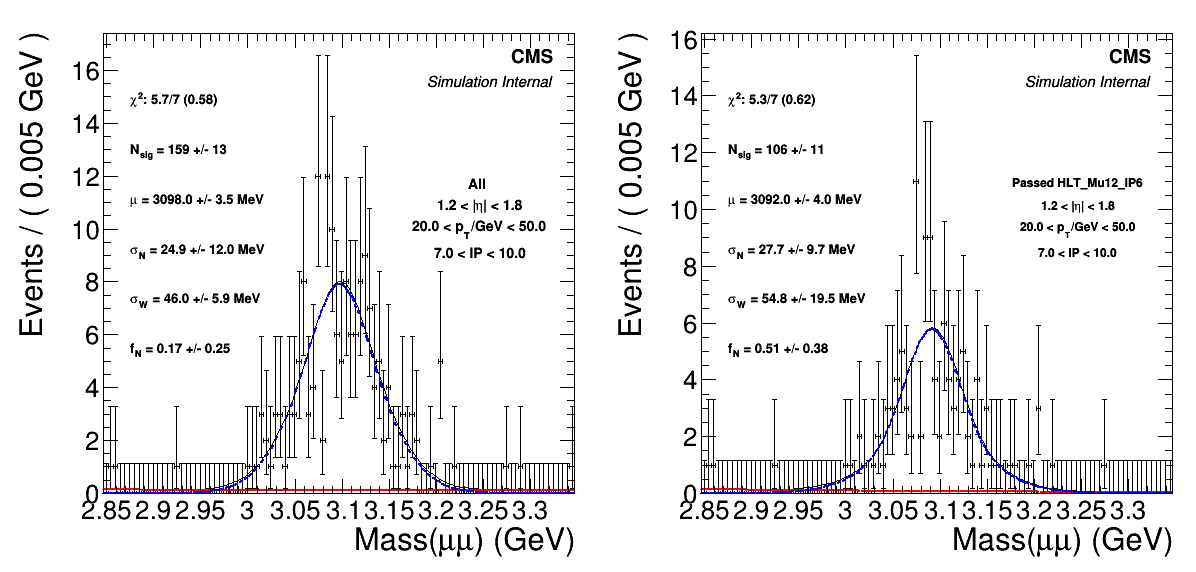 CMS
Simulation Internal
χ²: 5.7/7 (0.58)
N_sig = 159 +/- 13
μ = 3098.0 +/- 3.5 MeV
σ_N = 24.9 +/- 12.0 MeV
σ_W = 46.0 +/- 5.9 MeV
f_N = 0.17 +/- 0.25
All
1.2 < |η| < 1.8
20.0 < p_T/GeV < 50.0
7.0 < IP < 10.0
Events / ( 0.005 GeV )
16
14
12
10
8
6
4
2
0
2.85 2.9 2.95 3 3.05 3.1 3.15 3.2 3.25 3.3
Mass(μμ) (GeV)
CMS
Simulation Internal
χ²: 5.3/7 (0.62)
N_sig = 106 +/- 11
μ = 3092.0 +/- 4.0 MeV
σ_N = 27.7 +/- 9.7 MeV
σ_W = 54.8 +/- 19.5 MeV
f_N = 0.51 +/- 0.38
Passed HLT_Mu12_IP6
1.2 < |η| < 1.8
20.0 < p_T/GeV < 50.0
7.0 < IP < 10.0
Events / ( 0.005 GeV )
16
14
12
10
8
6
4
2
0
2.85 2.9 2.95 3 3.05 3.1 3.15 3.2 3.25 3.3
Mass(μμ) (GeV)